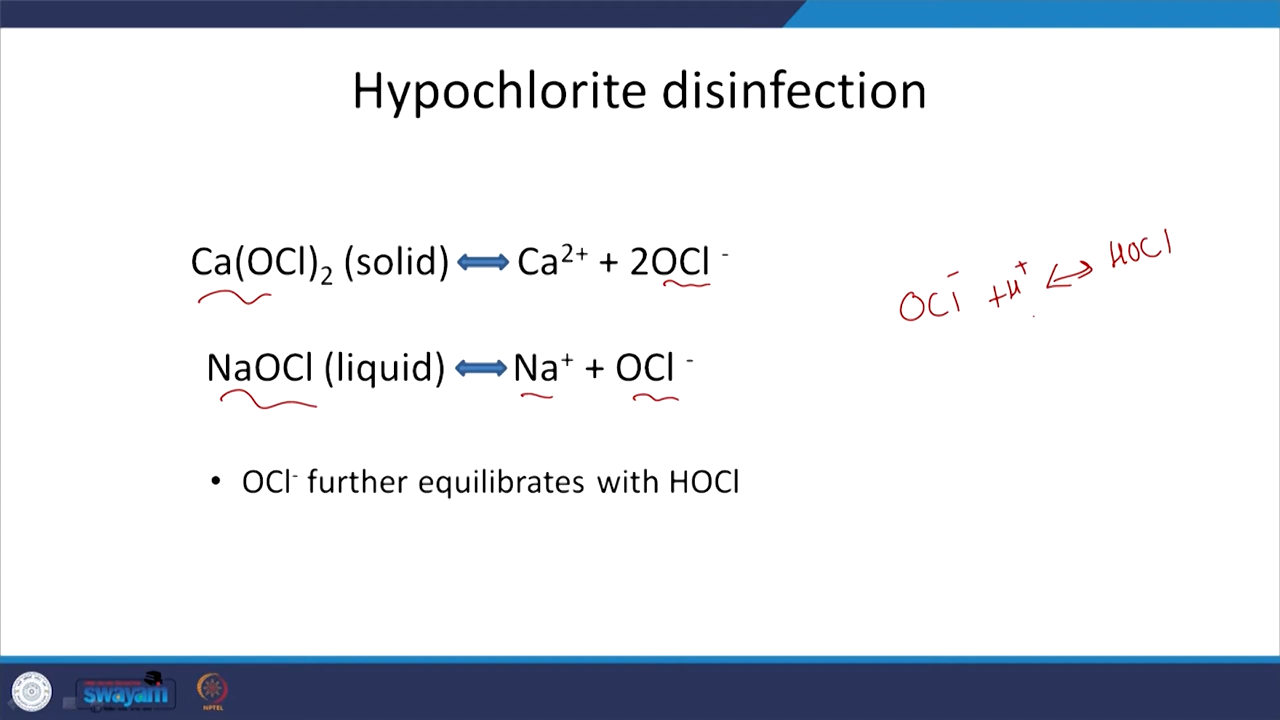 Hypochlorite disinfection
Ca(OCl)₂ (solid) ⇔ Ca²⁺ + 2OCl ⁻
OCl⁻ + H⁺ ⇔ HOCl
NaOCl (liquid) ⇔ Na⁺ + OCl ⁻
• OCl⁻ further equilibrates with HOCl
swayam
NPTEL